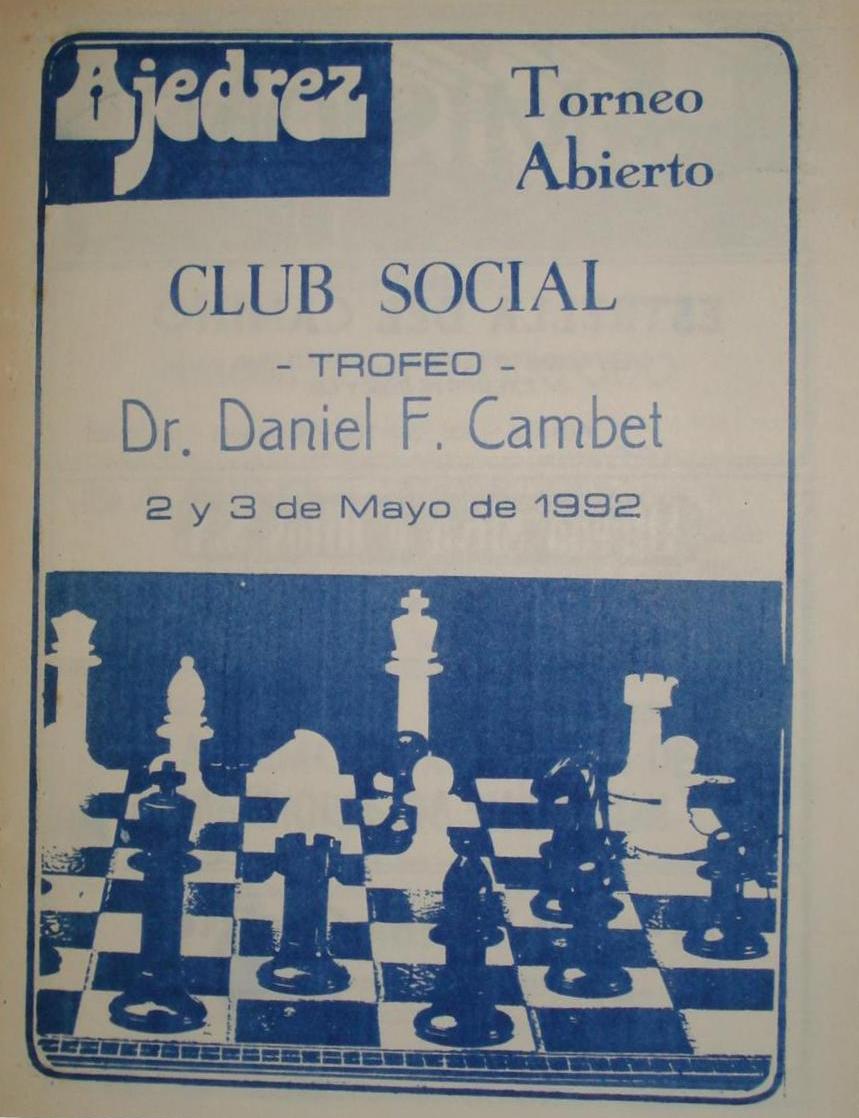 Ajedrez
Torneo
Abierto
CLUB SOCIAL
- TROFEO -
Dr. Daniel F. Cambet
2 y 3 de Mayo de 1992